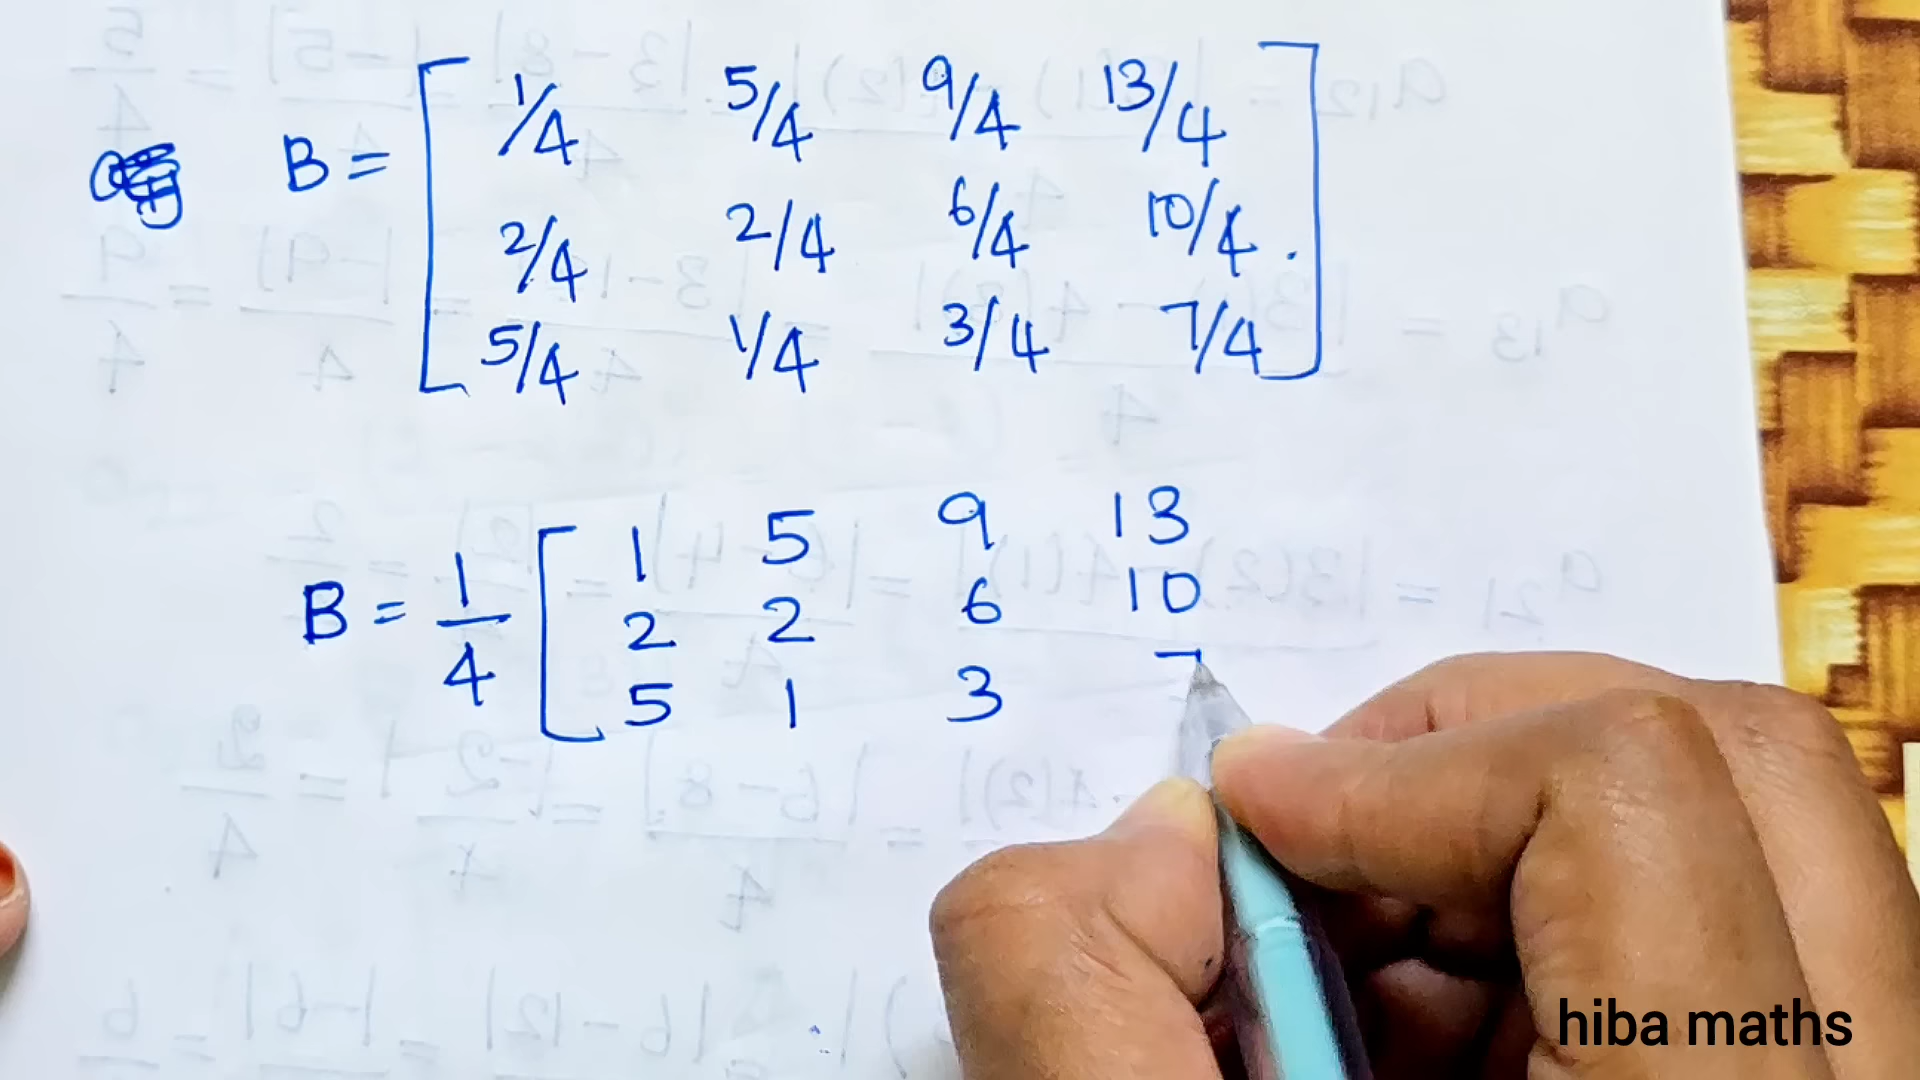 B = [ 1/4 5/4 9/4 13/4
2/4 2/4 6/4 10/4 .
5/4 1/4 3/4 7/4 ]
B = 1/4 [ 1 5 9 13
2 2 6 10
5 1 3 7
hiba maths